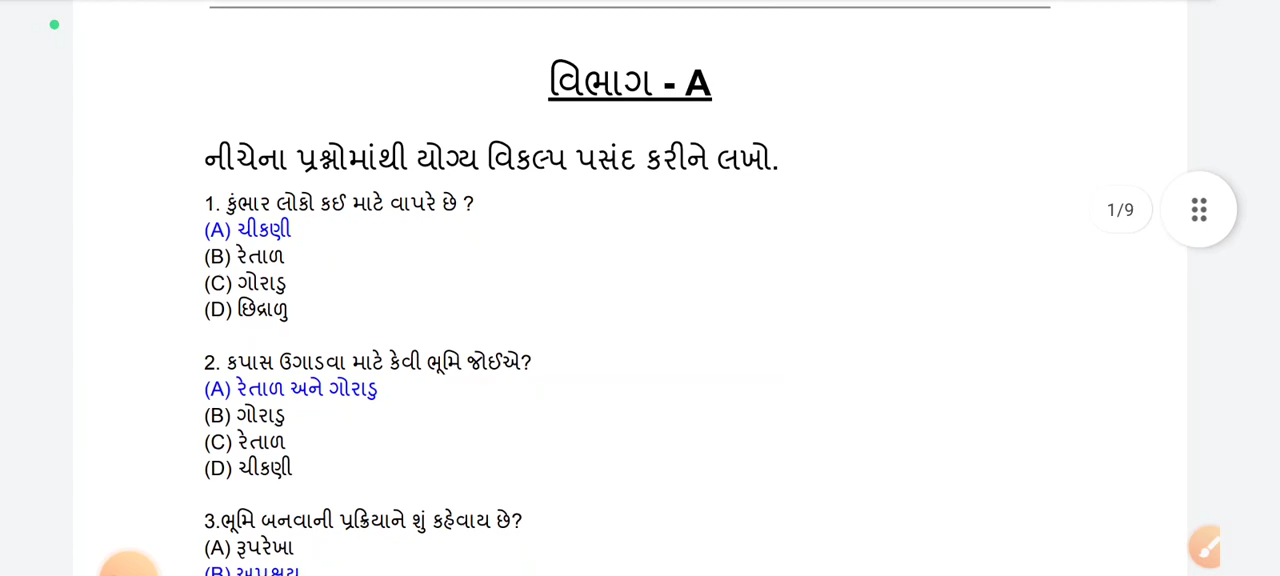 વિભાગ - A
નીચેના પ્રશ્નોમાંથી યોગ્ય વિકલ્પ પસંદ કરીને લખો.
1. કુંભાર લોકો કઈ માટે વાપરે છે ?
(A) ચીકણી
(B) રેતાળ
(C) ગોરાડુ
(D) છિદ્રાળુ
1/9
2. કપાસ ઉગાડવા માટે કેવી ભૂમિ જોઈએ?
(A) રેતાળ અને ગોરાડુ
(B) ગોરાડુ
(C) રેતાળ
(D) ચીકણી
3.ભૂમિ બનવાની પ્રક્રિયાને શું કહેવાય છે?
(A) રૂપરેખા
(B)